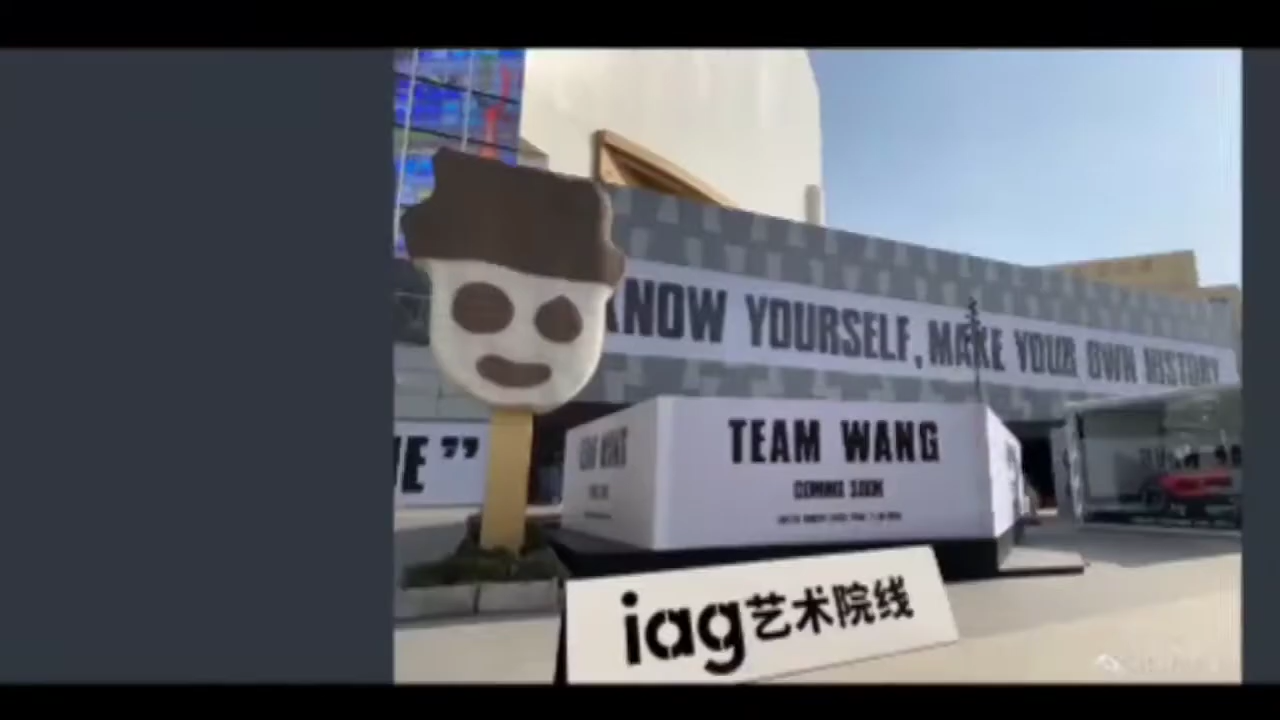 KNOW YOURSELF, MAKE YOUR OWN HISTORY
E”
TEAM WANG
COMING SOON
iag艺术院线